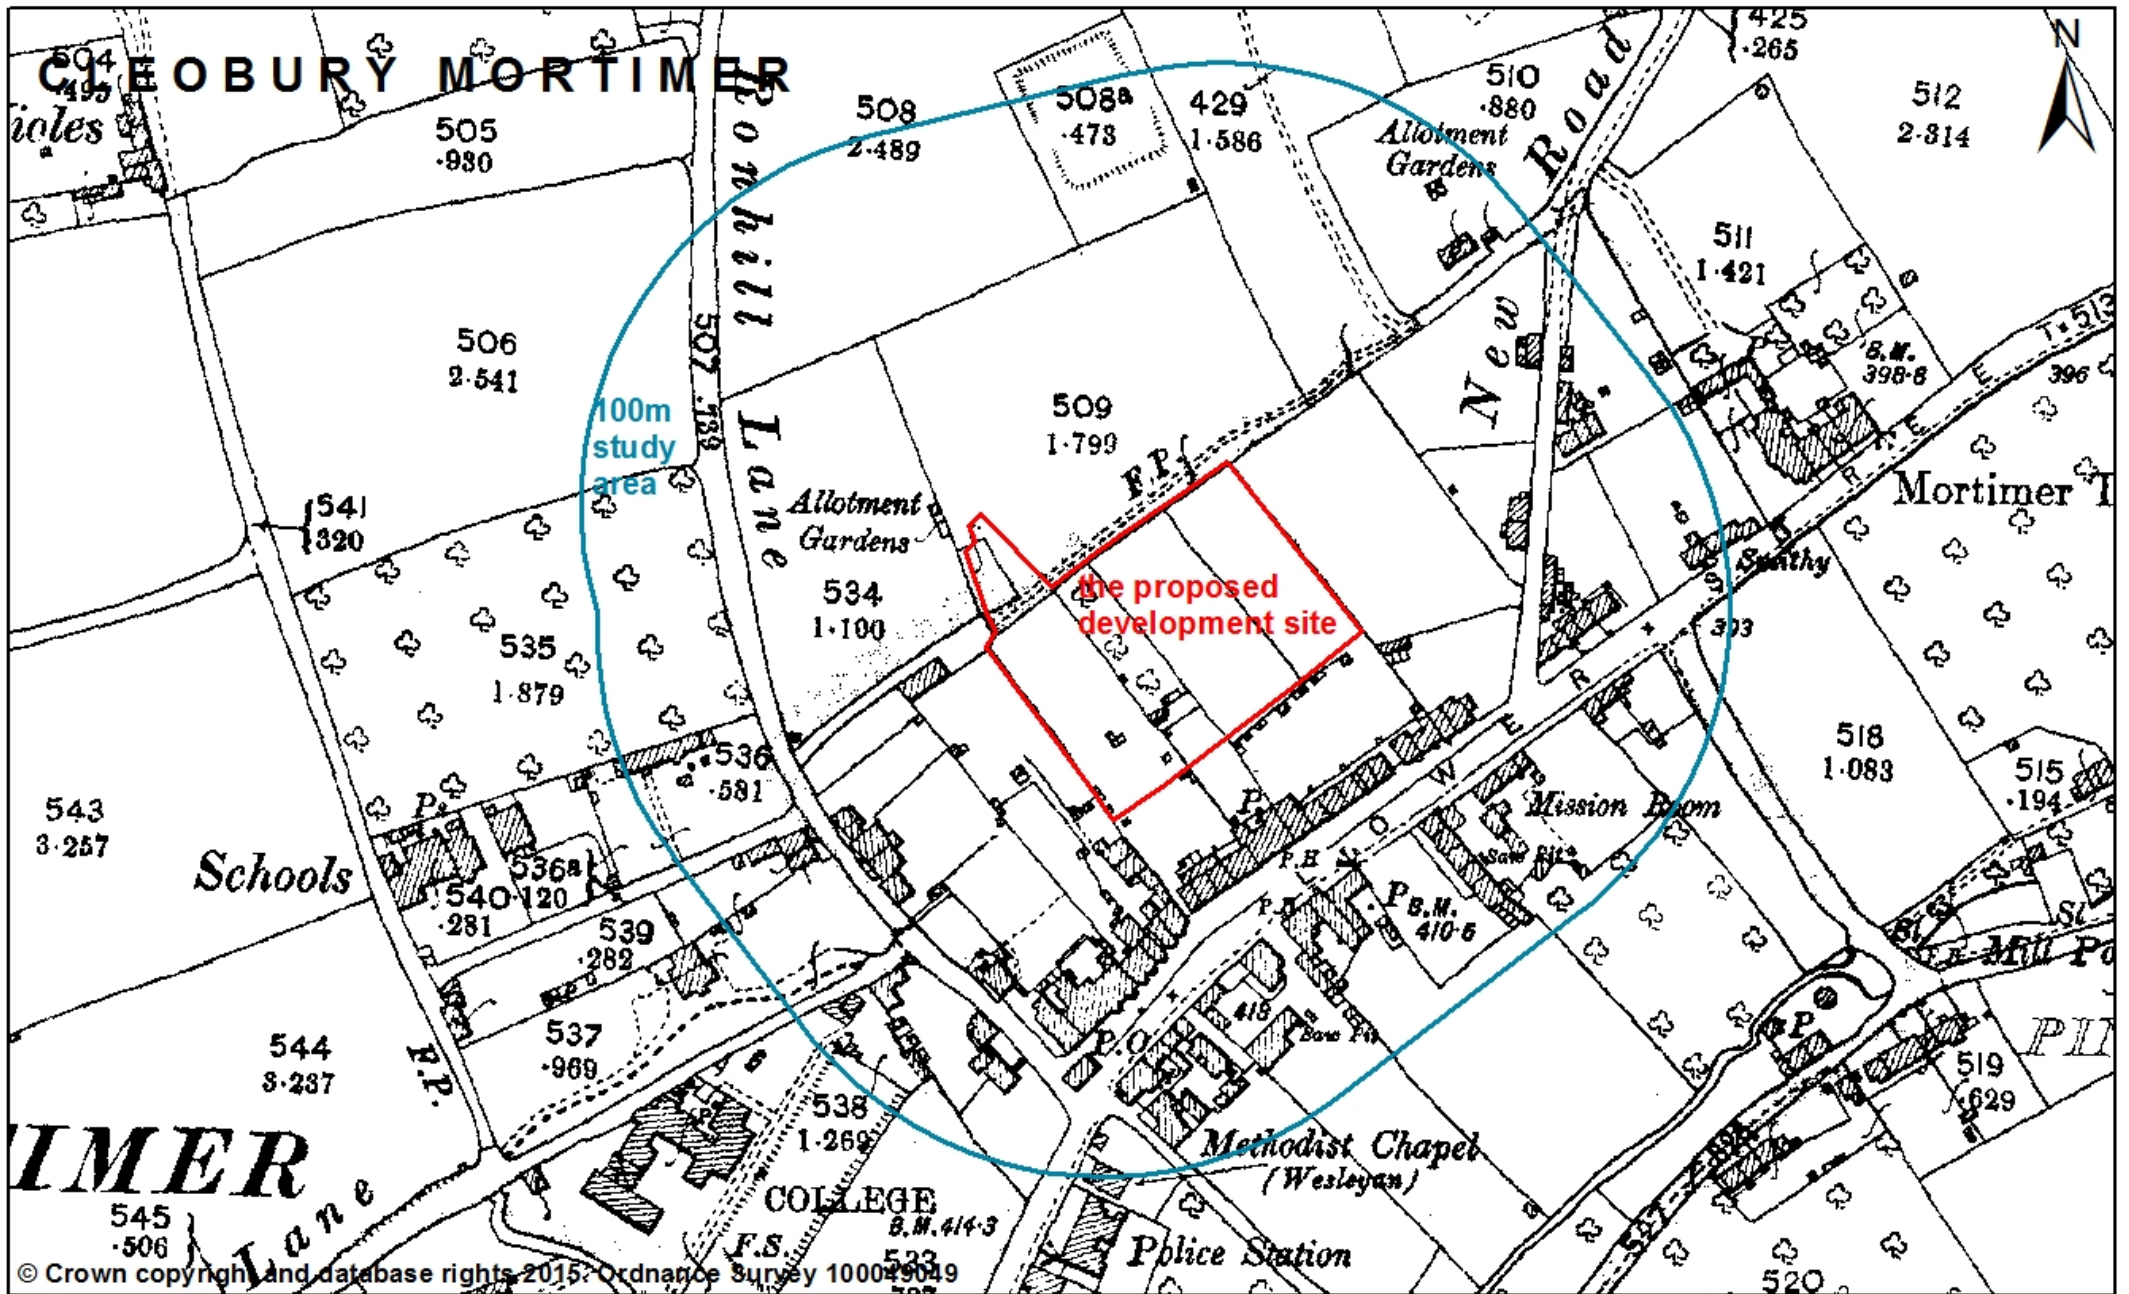 CLEOBURY MORTIMER
N
504
·495
505
·930
508
2·489
508a
·473
429
1·586
510
·880
Allotment
Gardens
425
·265
512
2·314
Road
New
511
1·421
Ronhill
Lane
507
506
2·541
509
1·799
B.M.
398·6
396
100m
study
area
F.P.
Allotment
Gardens
534
1·100
the proposed
development site
541
·320
535
1·879
Mortimer
Smithy
393
536
·581
543
3·257
Schools
536a
·120
540
·281
539
·282
537
·969
544
3·237
F.P.
P
Mission Room
P.H
P
B.M.
410·6
518
1·083
515
·194
Mill
P
519
·629
P.O.
Saw Pit
538
1·269
COLLEGE
B.M.414·3
533
F.S.
Methodist Chapel
(Wesleyan)
Police Station
IMER
545
·506
Lane
527
520
LOWER
STREET
© Crown copyright and database rights 2015. Ordnance Survey 100049049